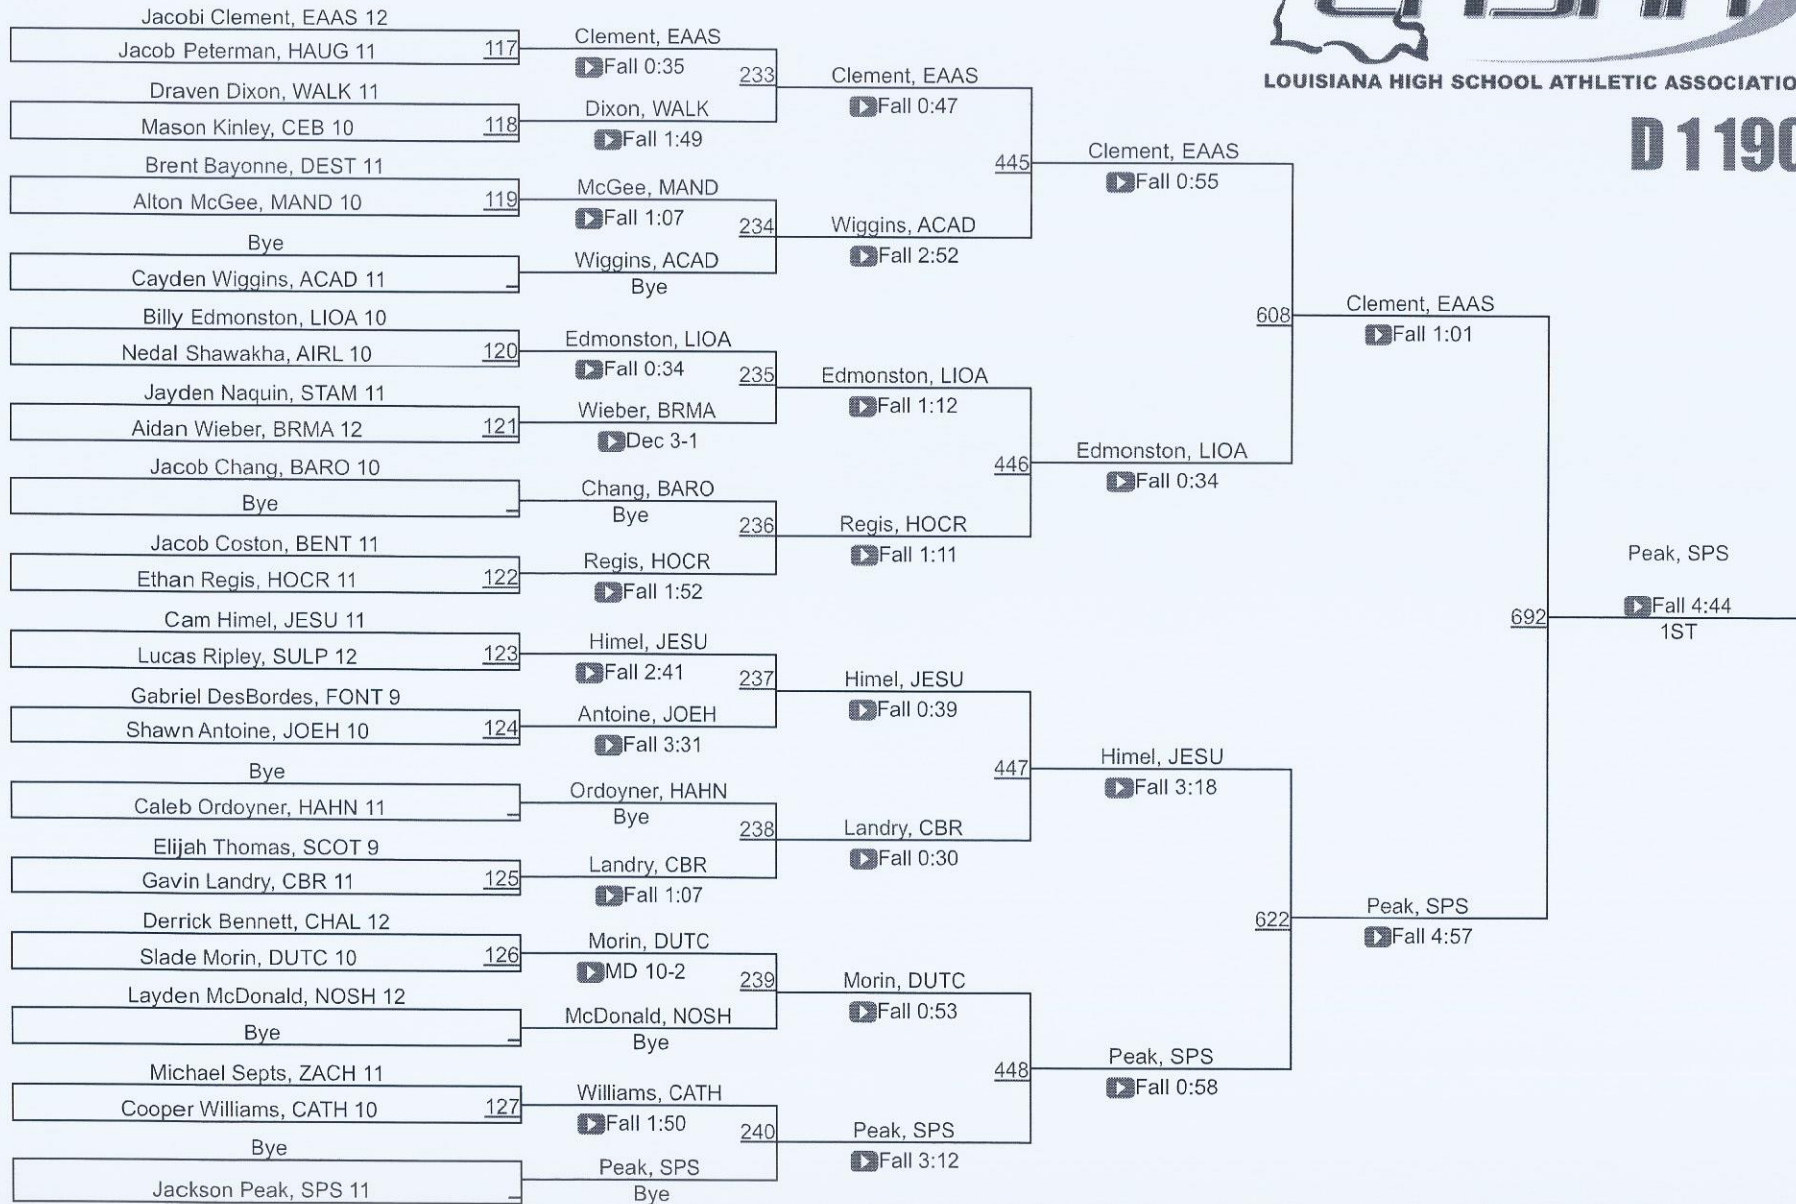 LOUISIANA HIGH SCHOOL ATHLETIC ASSOCIATIO
D1 190
Jacobi Clement, EAAS 12
Jacob Peterman, HAUG 11
117
Draven Dixon, WALK 11
Mason Kinley, CEB 10
118
Brent Bayonne, DEST 11
Alton McGee, MAND 10
119
Bye
Cayden Wiggins, ACAD 11
Billy Edmonston, LIOA 10
Nedal Shawakha, AIRL 10
120
Jayden Naquin, STAM 11
Aidan Wieber, BRMA 12
121
Jacob Chang, BARO 10
Bye
Jacob Coston, BENT 11
Ethan Regis, HOCR 11
122
Cam Himel, JESU 11
Lucas Ripley, SULP 12
123
Gabriel DesBordes, FONT 9
Shawn Antoine, JOEH 10
124
Bye
Caleb Ordoyner, HAHN 11
Elijah Thomas, SCOT 9
Gavin Landry, CBR 11
125
Derrick Bennett, CHAL 12
Slade Morin, DUTC 10
126
Layden McDonald, NOSH 12
Bye
Michael Septs, ZACH 11
Cooper Williams, CATH 10
127
Bye
Jackson Peak, SPS 11
Clement, EAAS
Fall 0:35
233
Dixon, WALK
Fall 1:49
McGee, MAND
Fall 1:07
234
Wiggins, ACAD
Bye
Edmonston, LIOA
Fall 0:34
235
Wieber, BRMA
Dec 3-1
Chang, BARO
Bye
236
Regis, HOCR
Fall 1:52
Himel, JESU
Fall 2:41
237
Antoine, JOEH
Fall 3:31
Ordoyner, HAHN
Bye
238
Landry, CBR
Fall 1:07
Morin, DUTC
MD 10-2
239
McDonald, NOSH
Bye
Williams, CATH
Fall 1:50
240
Peak, SPS
Bye
Clement, EAAS
Fall 0:47
445
Wiggins, ACAD
Fall 2:52
Edmonston, LIOA
Fall 1:12
446
Regis, HOCR
Fall 1:11
Himel, JESU
Fall 0:39
447
Landry, CBR
Fall 0:30
Morin, DUTC
Fall 0:53
448
Peak, SPS
Fall 3:12
Clement, EAAS
Fall 0:55
608
Edmonston, LIOA
Fall 0:34
Himel, JESU
Fall 3:18
622
Peak, SPS
Fall 0:58
Clement, EAAS
Fall 1:01
692
Peak, SPS
Fall 4:57
Peak, SPS
Fall 4:44
1ST